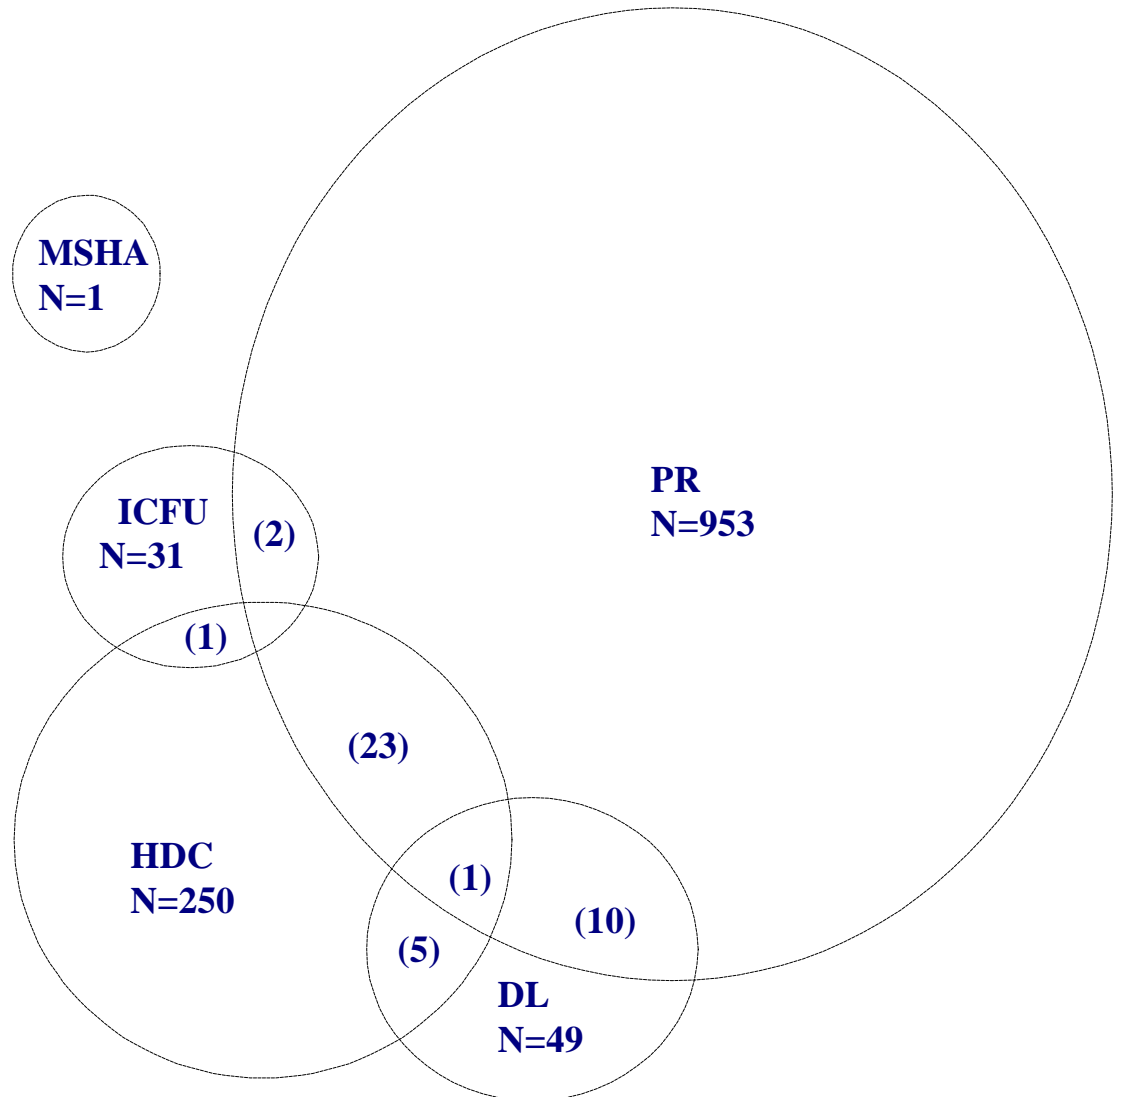 MSHA
N=1
PR
N=953
ICFU
N=31
(2)
(1)
(23)
HDC
N=250
(1)
(10)
(5)
DL
N=49